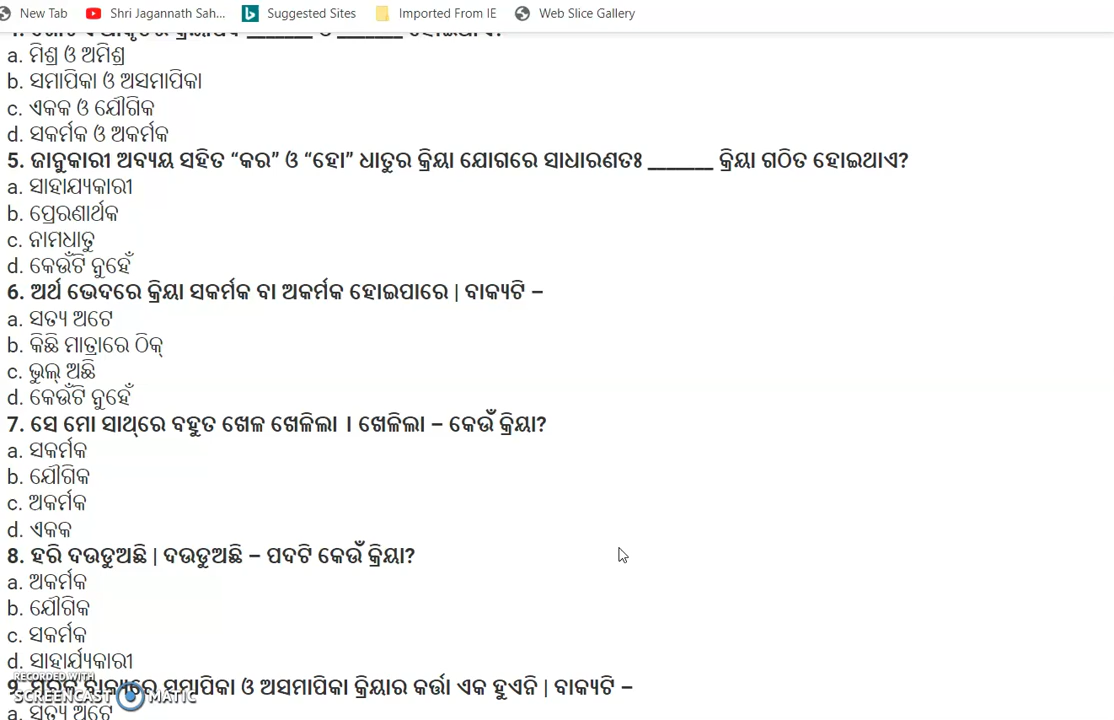 New Tab Shri Jagannath Sah... Suggested Sites Imported From IE Web Slice Gallery
a. ମିଶ୍ର ଓ ଅମିଶ୍ର
b. ସମାପିକା ଓ ଅସମାପିକା
c. ଏକକ ଓ ଯୌଗିକ
d. ସକର୍ମକ ଓ ଅକର୍ମକ
5. ଜାନୁକାରୀ ଅବ୍ୟୟ ସହିତ “କର” ଓ “ହୋ” ଧାତୁର କ୍ରିୟା ଯୋଗରେ ସାଧାରଣତଃ ______ କ୍ରିୟା ଗଠିତ ହୋଇଥାଏ?
a. ସାହାଯ୍ୟକାରୀ
b. ପ୍ରେରଣାର୍ଥକ
c. ନାମଧାତୁ
d. କେଉଁଟି ନୁହେଁ
6. ଅର୍ଥ ଭେଦରେ କ୍ରିୟା ସକର୍ମକ ବା ଅକର୍ମକ ହୋଇପାରେ | ବାକ୍ୟଟି –
a. ସତ୍ୟ ଅଟେ
b. କିଛି ମାତ୍ରାରେ ଠିକ୍
c. ଭୁଲ୍ ଅଛି
d. କେଉଁଟି ନୁହେଁ
7. ସେ ମୋ ସାଥିରେ ବହୁତ ଖେଳ ଖେଳିଲା । ଖେଳିଲା – କେଉଁ କ୍ରିୟା?
a. ସକର୍ମକ
b. ଯୌଗିକ
c. ଅକର୍ମକ
d. ଏକକ
8. ହରି ଦଉଡୁଅଛି | ଦଉଡୁଅଛି – ପଦଟି କେଉଁ କ୍ରିୟା?
a. ଅକର୍ମକ
b. ଯୌଗିକ
c. ସକର୍ମକ
d. ସାହାର୍ଯ୍ୟକାରୀ
RECORDED WITH
9. ବାକ୍ୟରେ ସମାପିକା ଓ ଅସମାପିକା କ୍ରିୟାର କର୍ତ୍ତା ଏକ ହୁଏନି | ବାକ୍ୟଟି –
SCREENCAST MATIC
a. ସତ୍ୟ ଅଟେ